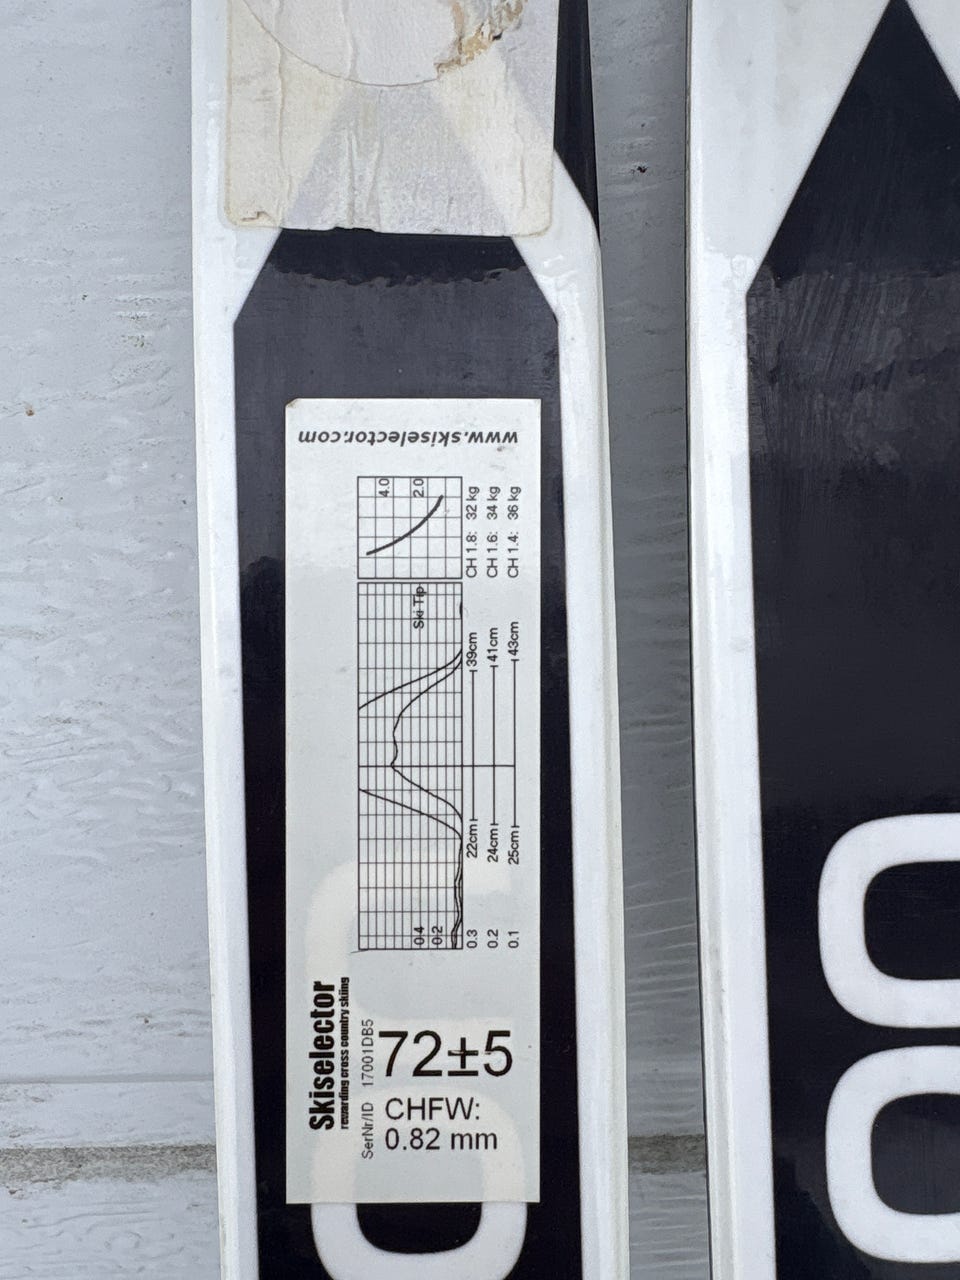 www.skiselector.com
4.0
2.0
CH 1.8: 32 kg
CH 1.6: 34 kg
CH 1.4: 36 kg
Ski-Tip
39cm
41cm
43cm
22cm
24cm
25cm
0.4
0.2
0.3
0.2
0.1
Skiselector
rewarding cross country skiing
SerNr/ID 17001DB5
72±5
CHFW:
0.82 mm